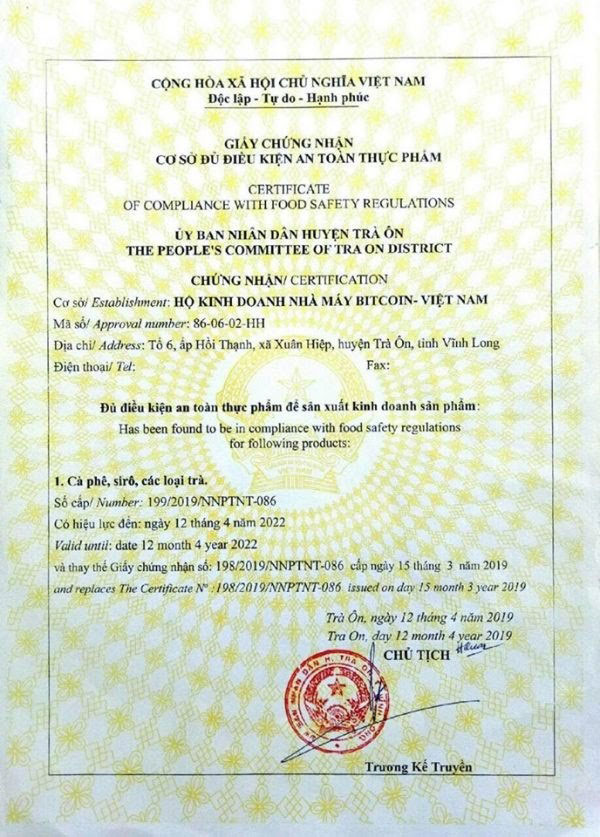 CỘNG HÒA XÃ HỘI CHỦ NGHĨA VIỆT NAM
Độc lập - Tự do - Hạnh phúc
GIẤY CHỨNG NHẬN
CƠ SỞ ĐỦ ĐIỀU KIỆN AN TOÀN THỰC PHẨM
CERTIFICATE
OF COMPLIANCE WITH FOOD SAFETY REGULATIONS
ỦY BAN NHÂN DÂN HUYỆN TRÀ ÔN
THE PEOPLE'S COMMITTEE OF TRA ON DISTRICT
CHỨNG NHẬN/ CERTIFICATION
Cơ sở/ Establishment: HỘ KINH DOANH NHÀ MÁY BITCOIN- VIỆT NAM
Mã số/ Approval number: 86-06-02-HH
Địa chỉ/ Address: Tổ 6, ấp Hồi Thạnh, xã Xuân Hiệp, huyện Trà Ôn, tỉnh Vĩnh Long
Điện thoại/ Tel: Fax:
Đủ điều kiện an toàn thực phẩm để sản xuất kinh doanh sản phẩm:
Has been found to be in compliance with food safety regulations
for following products:
1. Cà phê, sirô, các loại trà.
Số cấp/ Number: 199/2019/NNPTNT-086
Có hiệu lực đến: ngày 12 tháng 4 năm 2022
Valid until: date 12 month 4 year 2022
và thay thế Giấy chứng nhận số: 198/2019/NNPTNT-086 cấp ngày 15 tháng 3 năm 2019
and replaces The Certificate Nº :198/2019/NNPTNT-086 issued on day 15 month 3 year 2019
Trà Ôn, ngày 12 tháng 4 năm 2019
Tra On, day 12 month 4 year 2019
CHỦ TỊCH
Trương Kế Truyền